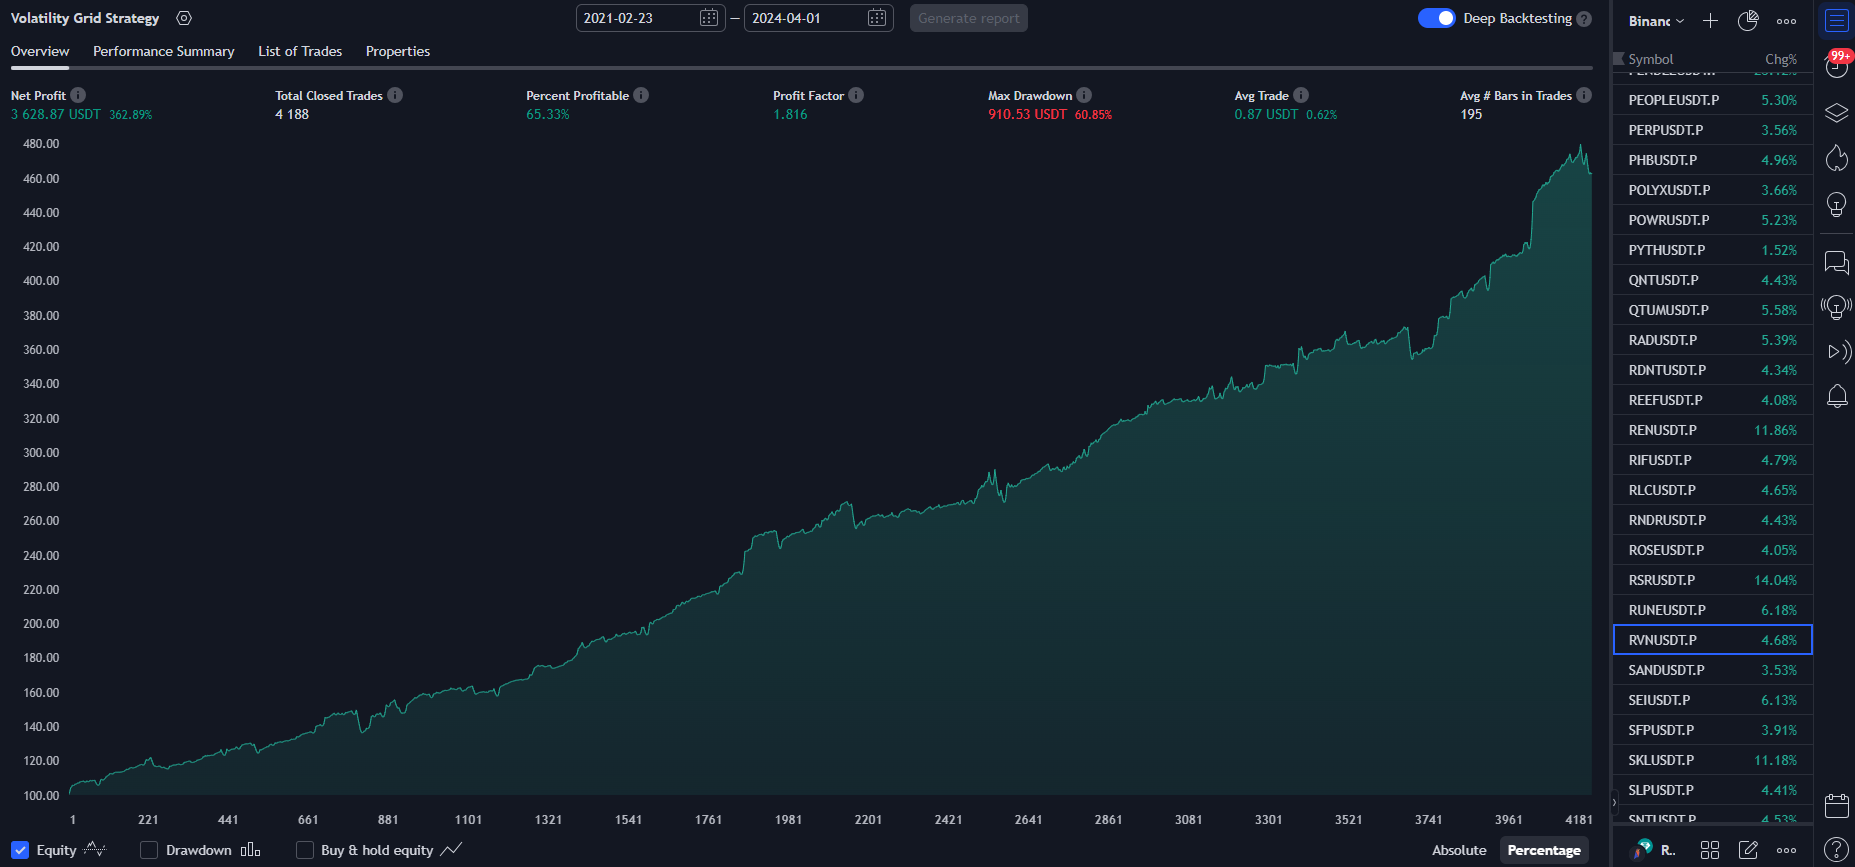 Volatility Grid Strategy
2021-02-23 — 2024-04-01 Generate report
Deep Backtesting ?
Overview Performance Summary List of Trades Properties
Net Profit
3 628.87 USDT 362.89%
Total Closed Trades
4 188
Percent Profitable
65.33%
Profit Factor
1.816
Max Drawdown
910.53 USDT 60.85%
Avg Trade
0.87 USDT 0.62%
Avg # Bars in Trades
195
480.00
460.00
440.00
420.00
400.00
380.00
360.00
340.00
320.00
300.00
280.00
260.00
240.00
220.00
200.00
180.00
160.00
140.00
120.00
100.00
1 221 441 661 881 1101 1321 1541 1761 1981 2201 2421 2641 2861 3081 3301 3521 3741 3961 4181
Equity Drawdown Buy & hold equity
Absolute Percentage
Binanc
99+
Symbol Chg%
PEOPLEUSDT.P 5.30%
PERPUSDT.P 3.56%
PHBUSDT.P 4.96%
POLYXUSDT.P 3.66%
POWRUSDT.P 5.23%
PYTHUSDT.P 1.52%
QNTUSDT.P 4.43%
QTUMUSDT.P 5.58%
RADUSDT.P 5.39%
RDNTUSDT.P 4.34%
REEFUSDT.P 4.08%
RENUSDT.P 11.86%
RIFUSDT.P 4.79%
RLCUSDT.P 4.65%
RNDRUSDT.P 4.43%
ROSEUSDT.P 4.05%
RSRUSDT.P 14.04%
RUNEUSDT.P 6.18%
RVNUSDT.P 4.68%
SANDUSDT.P 3.53%
SEIUSDT.P 6.13%
SFPUSDT.P 3.91%
SKLUSDT.P 11.18%
SLPUSDT.P 4.41%
SNTUSDT.P 4.53%
R..